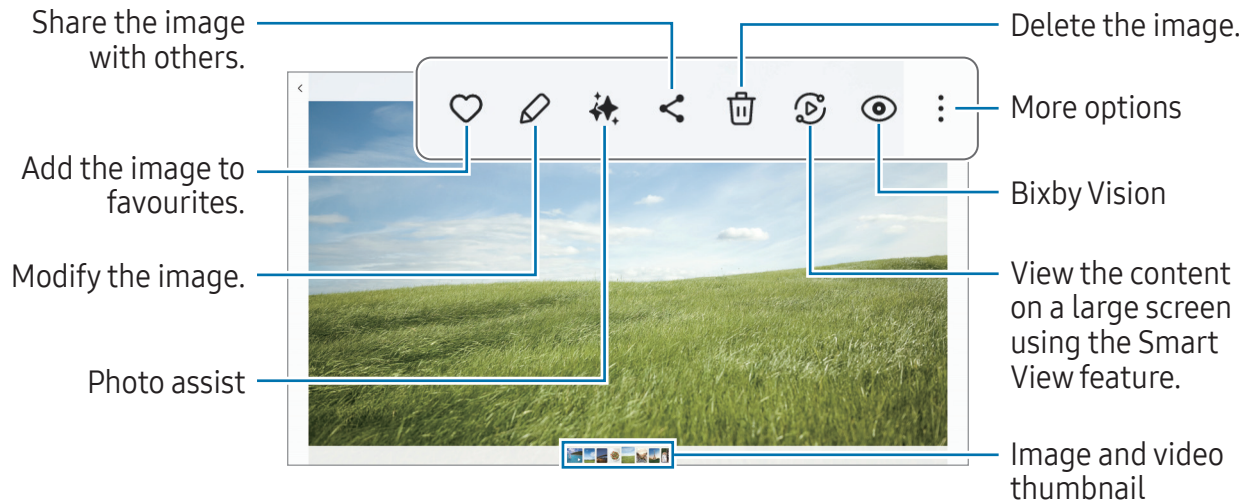 Share the image
with others.
Delete the image.
More options
Add the image to
favourites.
Bixby Vision
Modify the image.
View the content
on a large screen
using the Smart
View feature.
Photo assist
Image and video
thumbnail